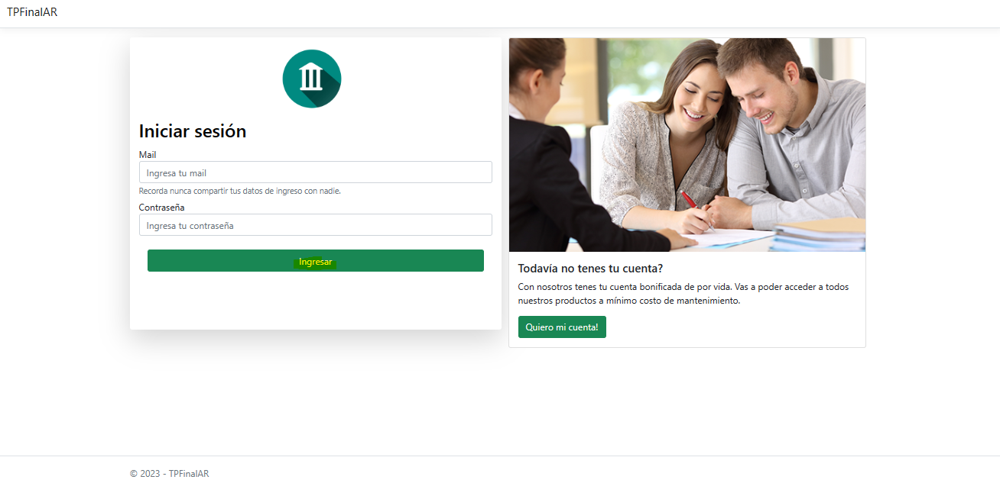 TPFinalAR
Iniciar sesión
Mail
Ingresa tu mail
Recorda nunca compartir tus datos de ingreso con nadie.
Contraseña
Ingresa tu contraseña
Ingresar
Todavía no tenes tu cuenta?
Con nosotros tenes tu cuenta bonificada de por vida. Vas a poder acceder a todos
nuestros productos a mínimo costo de mantenimiento.
Quiero mi cuenta!
© 2023 - TPFinalAR